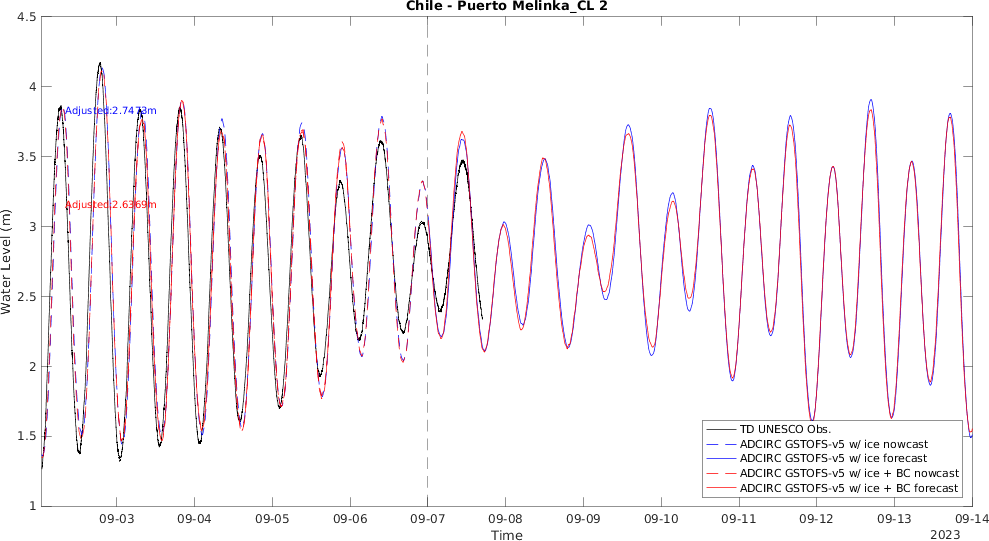 Chile - Puerto Melinka_CL 2
4.5
4
3.5
3
2.5
2
1.5
1
Water Level (m)
Adjusted:2.7473m
Adjusted:2.6369m
TD UNESCO Obs.
ADCIRC GSTOFS-v5 w/ ice nowcast
ADCIRC GSTOFS-v5 w/ ice forecast
ADCIRC GSTOFS-v5 w/ ice + BC nowcast
ADCIRC GSTOFS-v5 w/ ice + BC forecast
09-03 09-04 09-05 09-06 09-07 09-08 09-09 09-10 09-11 09-12 09-13 09-14
Time
2023